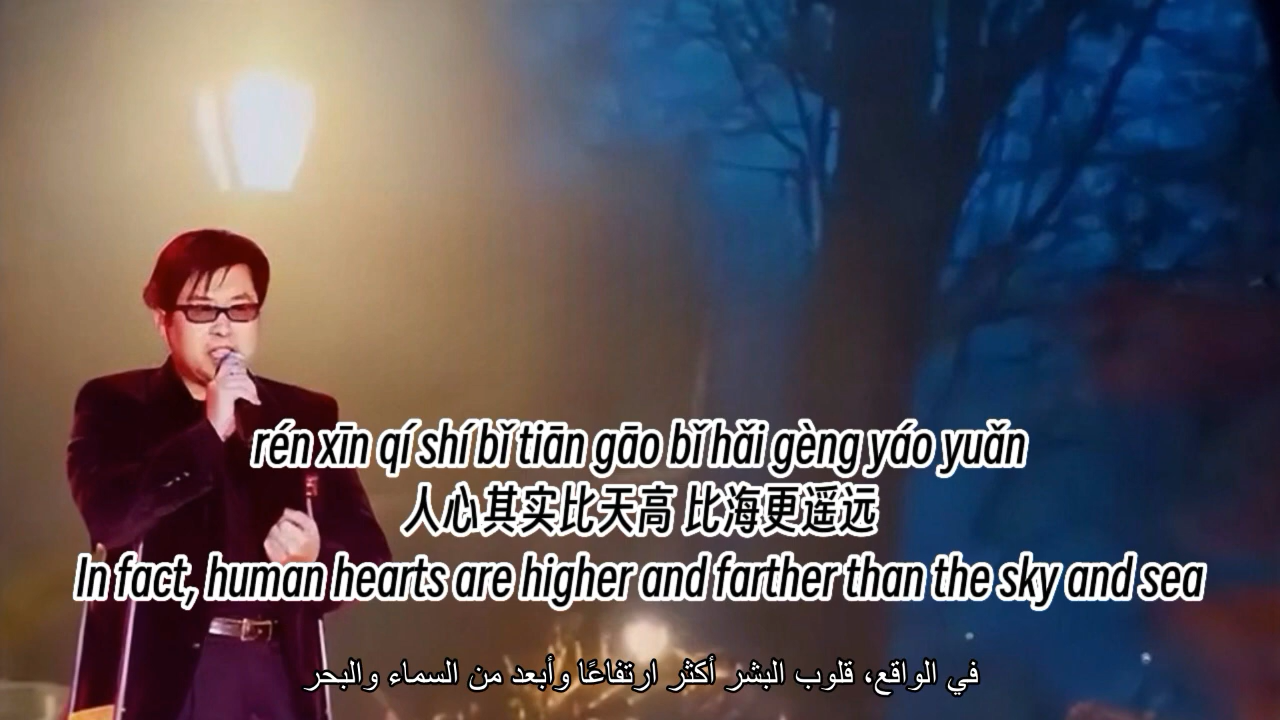 rén xīn qí shí bǐ tiān gāo bǐ hǎi gèng yáo yuǎn
人心其实比天高 比海更遥远
In fact, human hearts are higher and farther than the sky and sea
في الواقع، قلوب البشر أكثر ارتفاعًا وأبعد من السماء والبحر